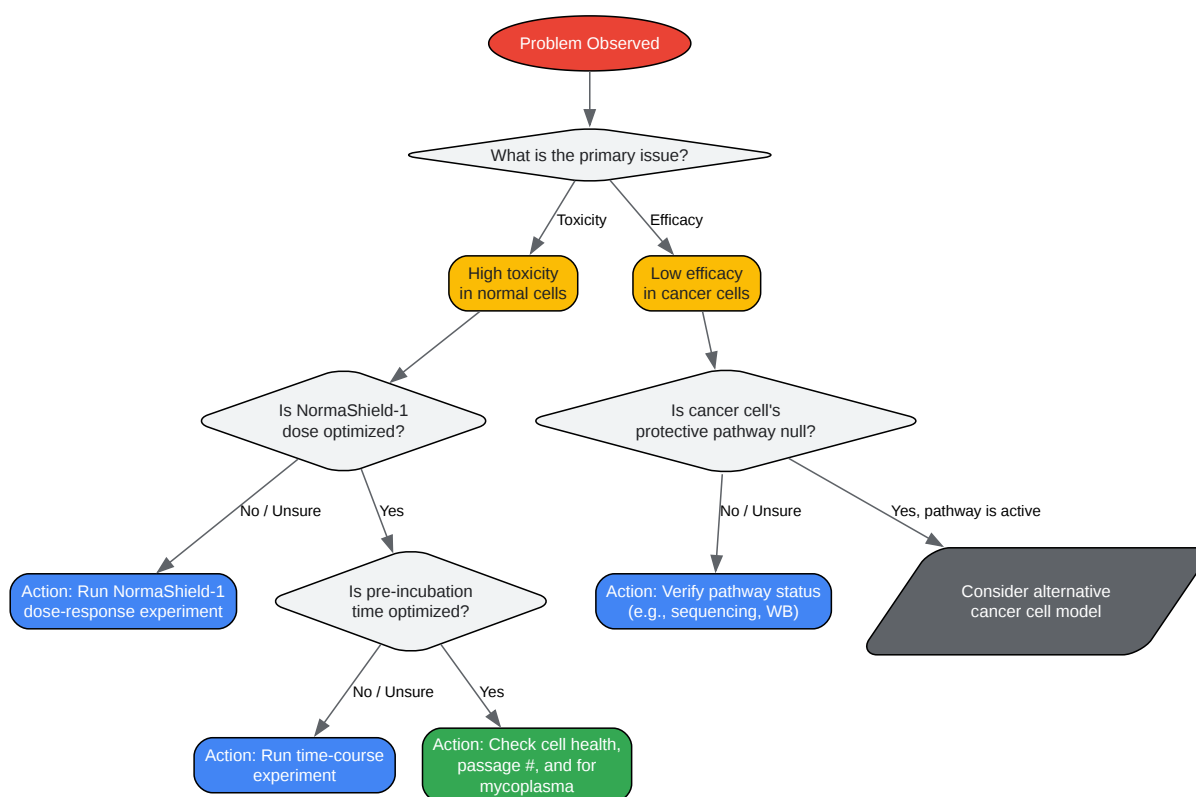 Problem Observed
What is the primary issue?
Toxicity
Efficacy
High toxicity
in normal cells
Low efficacy
in cancer cells
Is NormaShield-1
dose optimized?
Is cancer cell's
protective pathway null?
No / Unsure
Yes
No / Unsure
Yes, pathway is active
Action: Run NormaShield-1
dose-response experiment
Is pre-incubation
time optimized?
Action: Verify pathway status
(e.g., sequencing, WB)
Consider alternative
cancer cell model
No / Unsure
Yes
Action: Run time-course
experiment
Action: Check cell health,
passage #, and for
mycoplasma